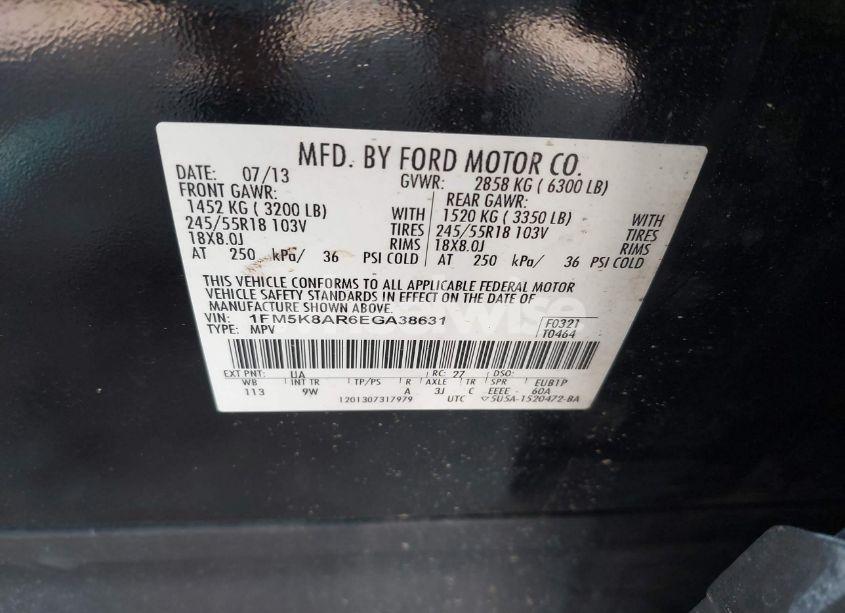 MFD. BY FORD MOTOR CO.
DATE: 07/13 GVWR: 2858 KG ( 6300 LB)
FRONT GAWR: REAR GAWR:
1452 KG ( 3200 LB) WITH 1520 KG ( 3350 LB) WITH
245/55R18 103V TIRES 245/55R18 103V TIRES
18X8.0J RIMS 18X8.0J RIMS
AT 250 kPa/ 36 PSI COLD AT 250 kPa/ 36 PSI COLD
THIS VEHICLE CONFORMS TO ALL APPLICABLE FEDERAL MOTOR
VEHICLE SAFETY STANDARDS IN EFFECT ON THE DATE OF
MANUFACTURE SHOWN ABOVE.
VIN: 1FM5K8AR6EGA38631 F0321
TYPE: MPV T0464
EXT PNT: UA RC: 27 DSO:
WB INT TR TP/PS R AXLE TR SPR EUB1P
113 9W A 3J C EEEE 60A
1201307317979 UTC 5U5A-1520472-BA